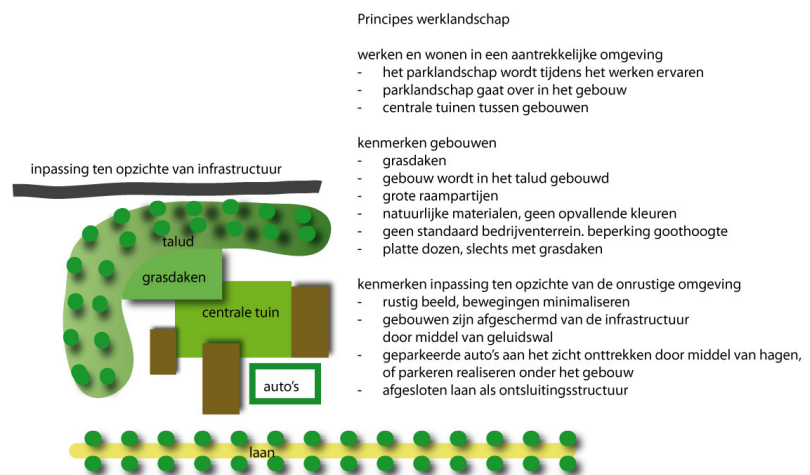 Principes werklandschap
werken en wonen in een aantrekkelijke omgeving
- het parklandschap wordt tijdens het werken ervaren
- parklandschap gaat over in het gebouw
- centrale tuinen tussen gebouwen
kenmerken gebouwen
- grasdaken
- gebouw wordt in het talud gebouwd
- grote raampartijen
- natuurlijke materialen, geen opvallende kleuren
- geen standaard bedrijventerrein. beperking goothoogte
- platte dozen, slechts met grasdaken
kenmerken inpassing ten opzichte van de onrustige omgeving
- rustig beeld, bewegingen minimaliseren
- gebouwen zijn afgeschermd van de infrastructuur
door middel van geluidswal
- geparkeerde auto's aan het zicht onttrekken door middel van hagen,
of parkeren realiseren onder het gebouw
- afgesloten laan als ontsluitingsstructuur
inpassing ten opzichte van infrastructuur
talud
grasdaken
centrale tuin
auto's
laan